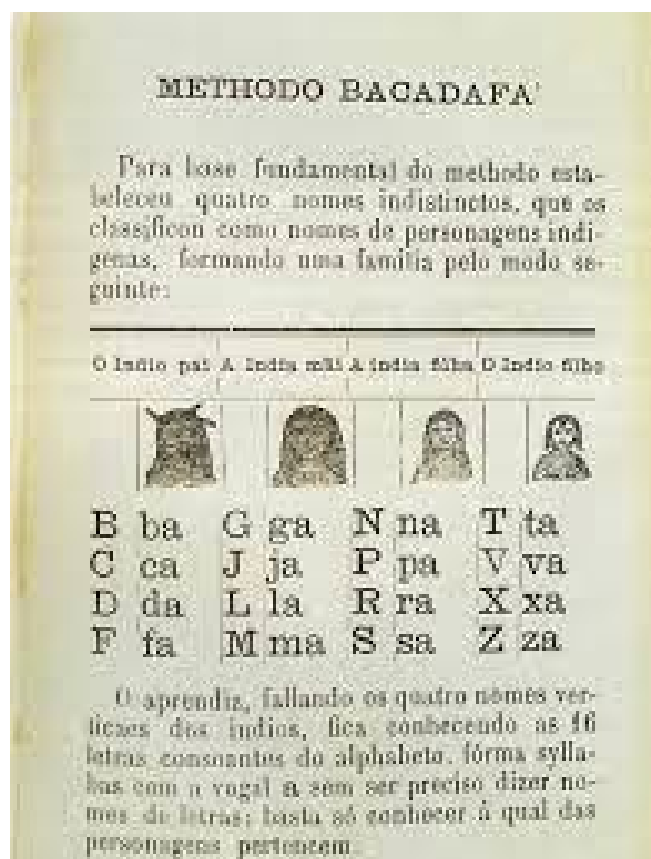 METHODO BACADAFA'
Para base fundamental do methodo esta-
beleceu quatro nomes indistinctos, que os
classificou como nomes de personagens indi-
genas, formando uma familia pelo modo se-
guinte:
O Indio pai A India mãi A india filha O Indio filho
B ba G ga N na T ta
C ca J ja P pa V va
D da L la R ra X xa
F fa M ma S sa Z za
O aprendiz, fallando os quatro nomes ver-
ticaes dos indios, fica conhecendo as 16
letras consoantes do alphabeto, fórma sylla-
bas com a vogal a sem ser preciso dizer no-
mes de letras; basta só conhecer á qual das
personagens pertencem.